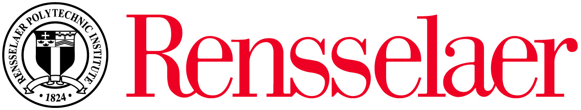 RENSSELAER POLYTECHNIC INSTITUTE
• 1824 •
Rensselaer